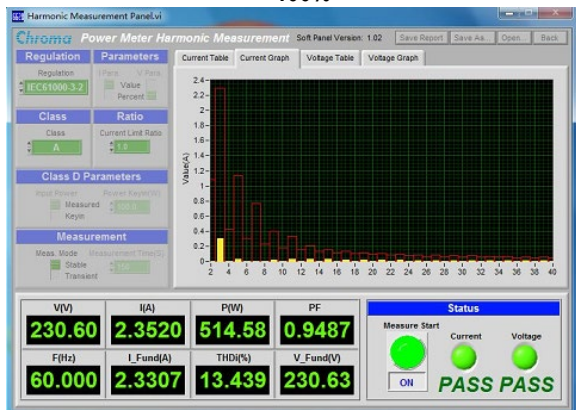 Harmonic Measurement Panel.vi
Chroma Power Meter Harmonic Measurement Soft Panel Version: 1.02 Save Report Save As... Open... Back
Regulation Parameters
Regulation I Para. V Para.
IEC61000-3-2 Value
Percent
Class Ratio
Class Current Limit Ratio
A 1.0
Class D Parameters
Input Power Power Keyin(W)
Measured 600.0
Keyin
Measurement
Meas. Mode Measurement Time(S)
Stable 150
Transient
Current Table Current Graph Voltage Table Voltage Graph
Value(A)
2.4
2.2
2
1.8
1.6
1.4
1.2
1
0.8
0.6
0.4
0.2
0
2 4 6 8 10 12 14 16 18 20 22 24 26 28 30 32 34 36 38 40
V(V) I(A) P(W) PF
230.60 2.3520 514.58 0.9487
F(Hz) I_Fund(A) THDi(%) V_Fund(V)
60.000 2.3307 13.439 230.63
Status
Measure Start Current Voltage
ON PASS PASS